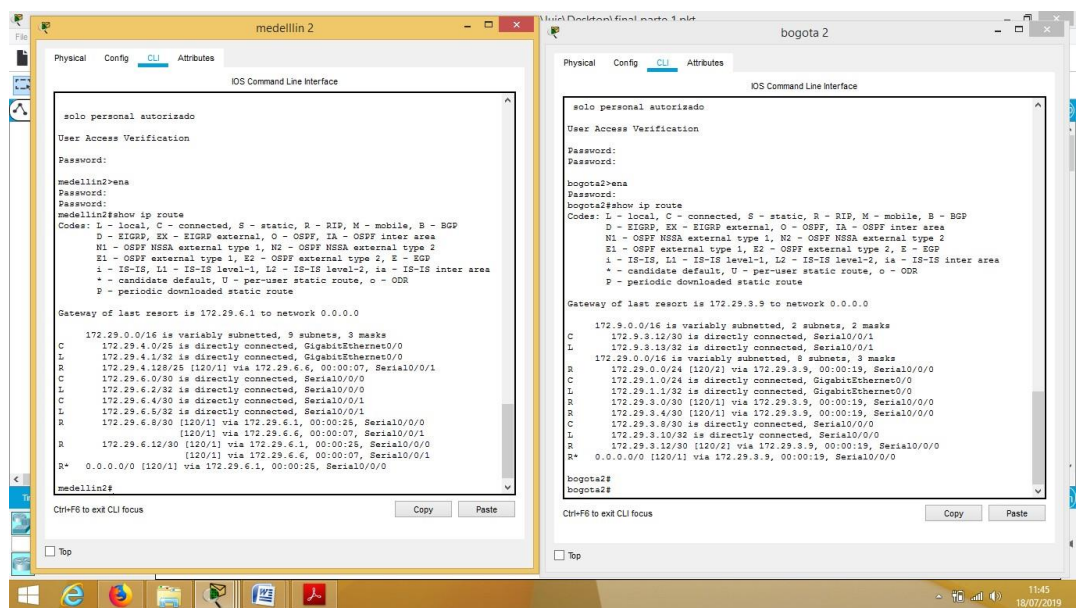 File
medelllin 2
Physical Config CLI Attributes
IOS Command Line Interface
solo personal autorizado
User Access Verification
Password:
medellin2>ena
Password:
Password:
medellin2#show ip route
Codes: L - local, C - connected, S - static, R - RIP, M - mobile, B - BGP
D - EIGRP, EX - EIGRP external, O - OSPF, IA - OSPF inter area
N1 - OSPF NSSA external type 1, N2 - OSPF NSSA external type 2
E1 - OSPF external type 1, E2 - OSPF external type 2, E - EGP
i - IS-IS, L1 - IS-IS level-1, L2 - IS-IS level-2, ia - IS-IS inter area
* - candidate default, U - per-user static route, o - ODR
P - periodic downloaded static route
Gateway of last resort is 172.29.6.1 to network 0.0.0.0
172.29.0.0/16 is variably subnetted, 9 subnets, 3 masks
C 172.29.4.0/25 is directly connected, GigabitEthernet0/0
L 172.29.4.1/32 is directly connected, GigabitEthernet0/0
R 172.29.4.128/25 [120/1] via 172.29.6.6, 00:00:07, Serial0/0/1
C 172.29.6.0/30 is directly connected, Serial0/0/0
L 172.29.6.2/32 is directly connected, Serial0/0/0
C 172.29.6.4/30 is directly connected, Serial0/0/1
L 172.29.6.5/32 is directly connected, Serial0/0/1
R 172.29.6.8/30 [120/1] via 172.29.6.1, 00:00:25, Serial0/0/0
[120/1] via 172.29.6.6, 00:00:07, Serial0/0/1
R 172.29.6.12/30 [120/1] via 172.29.6.1, 00:00:25, Serial0/0/0
[120/1] via 172.29.6.6, 00:00:07, Serial0/0/1
R* 0.0.0.0/0 [120/1] via 172.29.6.1, 00:00:25, Serial0/0/0
medellin2#
Ctrl+F6 to exit CLI focus
Copy Paste
Top
bogota 2
Physical Config CLI Attributes
IOS Command Line Interface
solo personal autorizado
User Access Verification
Password:
Password:
bogota2>ena
Password:
bogota2#show ip route
Codes: L - local, C - connected, S - static, R - RIP, M - mobile, B - BGP
D - EIGRP, EX - EIGRP external, O - OSPF, IA - OSPF inter area
N1 - OSPF NSSA external type 1, N2 - OSPF NSSA external type 2
E1 - OSPF external type 1, E2 - OSPF external type 2, E - EGP
i - IS-IS, L1 - IS-IS level-1, L2 - IS-IS level-2, ia - IS-IS inter area
* - candidate default, U - per-user static route, o - ODR
P - periodic downloaded static route
Gateway of last resort is 172.29.3.9 to network 0.0.0.0
172.9.0.0/16 is variably subnetted, 2 subnets, 2 masks
C 172.9.3.12/30 is directly connected, Serial0/0/1
L 172.9.3.13/32 is directly connected, Serial0/0/1
172.29.0.0/16 is variably subnetted, 8 subnets, 3 masks
R 172.29.0.0/24 [120/2] via 172.29.3.9, 00:00:19, Serial0/0/0
C 172.29.1.0/24 is directly connected, GigabitEthernet0/0
L 172.29.1.1/32 is directly connected, GigabitEthernet0/0
R 172.29.3.0/30 [120/1] via 172.29.3.9, 00:00:19, Serial0/0/0
R 172.29.3.4/30 [120/1] via 172.29.3.9, 00:00:19, Serial0/0/0
C 172.29.3.8/30 is directly connected, Serial0/0/0
L 172.29.3.10/32 is directly connected, Serial0/0/0
R 172.29.3.12/30 [120/2] via 172.29.3.9, 00:00:19, Serial0/0/0
R* 0.0.0.0/0 [120/1] via 172.29.3.9, 00:00:19, Serial0/0/0
bogota2#
bogota2#
Ctrl+F6 to exit CLI focus
Copy Paste
Top
11:45
18/07/2019